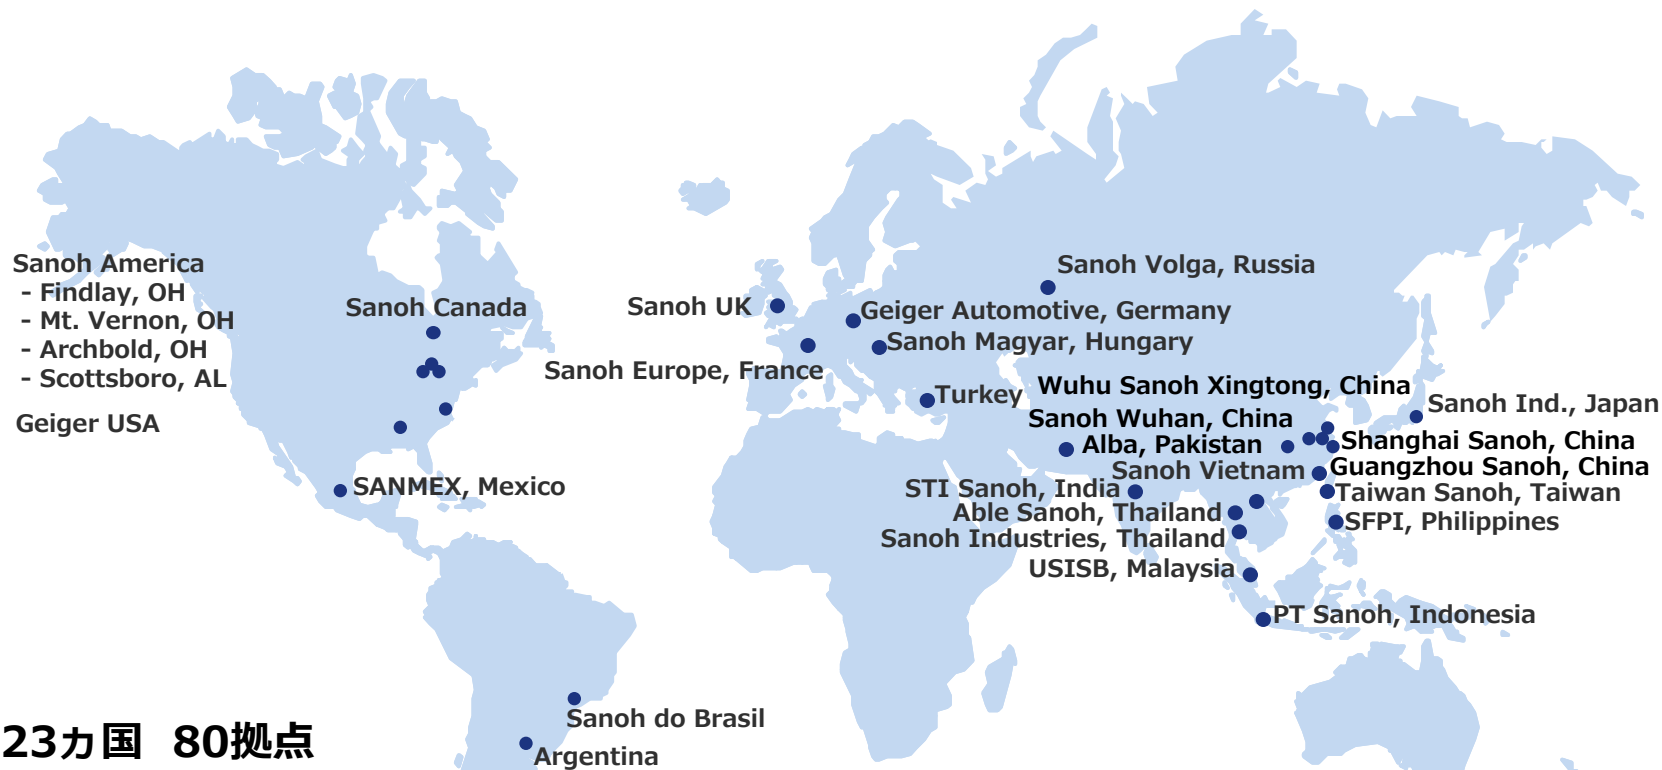 Sanoh America
- Findlay, OH
- Mt. Vernon, OH
- Archbold, OH
- Scottsboro, AL
Geiger USA
Sanoh Canada
SANMEX, Mexico
Sanoh do Brasil
Argentina
Sanoh UK
Sanoh Europe, France
Sanoh Volga, Russia
Geiger Automotive, Germany
Sanoh Magyar, Hungary
Turkey
Wuhu Sanoh Xingtong, China
Sanoh Wuhan, China
Alba, Pakistan
Sanoh Vietnam
STI Sanoh, India
Able Sanoh, Thailand
Sanoh Industries, Thailand
USISB, Malaysia
Sanoh Ind., Japan
Shanghai Sanoh, China
Guangzhou Sanoh, China
Taiwan Sanoh, Taiwan
SFPI, Philippines
PT Sanoh, Indonesia
23ヵ国 80拠点